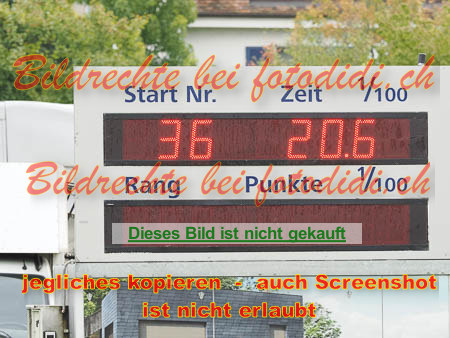 Bildrechte bei fotodidi.ch
Start Nr. Zeit 1/100
36 20.6
Bildrechte bei fotodidi.ch
Rang Punkte 1/100
Dieses Bild ist nicht gekauft
jegliches kopieren - auch Screenshot
ist nicht erlaubt